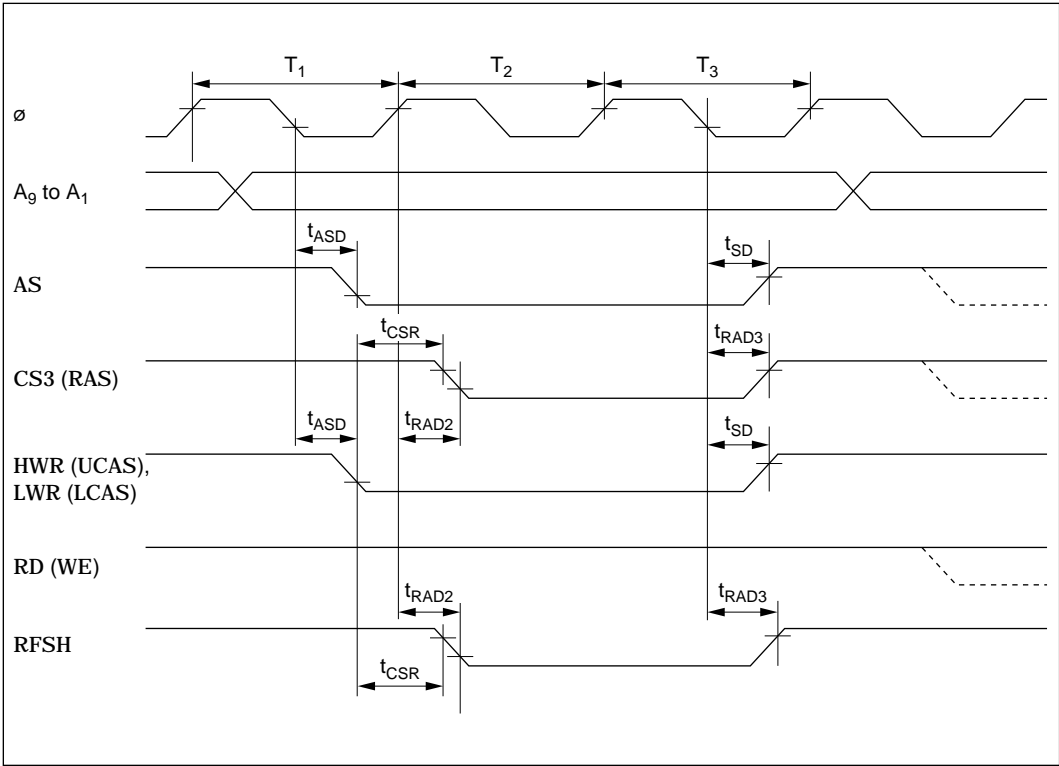 T1 T2 T3
ø
A9 to A1
tASD tSD
AS
tCSR tRAD3
CS3 (RAS)
tASD tRAD2 tSD
HWR (UCAS),
LWR (LCAS)
RD (WE)
tRAD2 tRAD3
RFSH
tCSR